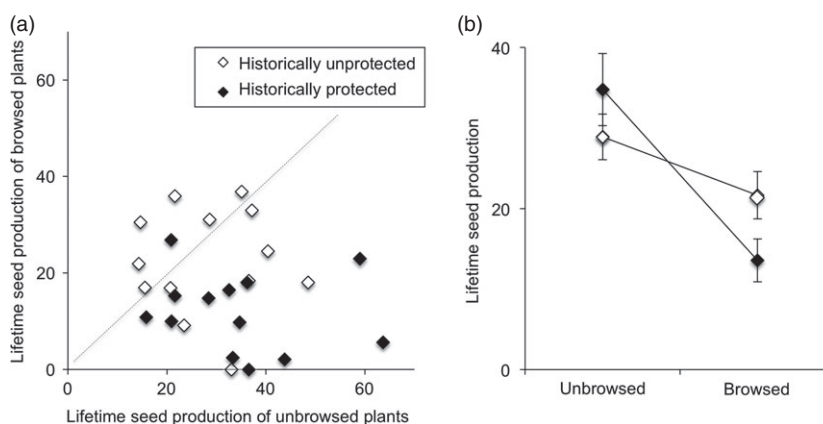 (a)
60
40
20
0
0
20
40
60
Lifetime seed production of browsed plants
Lifetime seed production of unbrowsed plants
Historically unprotected
Historically protected
(b)
40
20
0
Lifetime seed production
Unbrowsed
Browsed